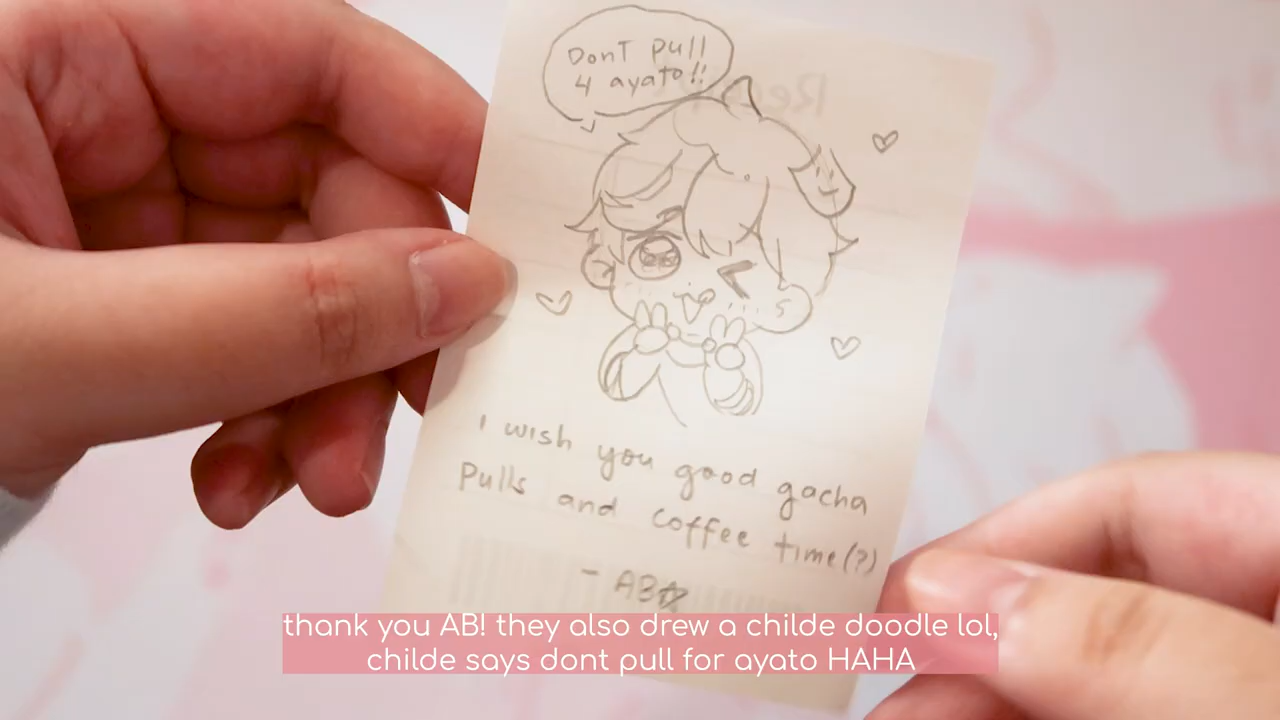 Dont pull
4 ayato!!
I wish you good gacha
Pulls and coffee time(?)
- AB☆
thank you AB! they also drew a childe doodle lol,
childe says dont pull for ayato HAHA